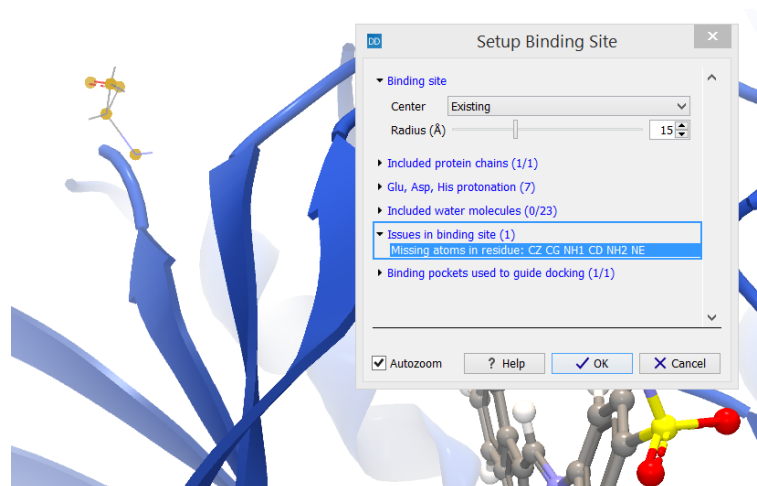 DD Setup Binding Site x
Binding site
Center Existing
Radius (Å) 15
Included protein chains (1/1)
Glu, Asp, His protonation (7)
Included water molecules (0/23)
Issues in binding site (1)
Missing atoms in residue: CZ CG NH1 CD NH2 NE
Binding pockets used to guide docking (1/1)
Autozoom ? Help OK Cancel